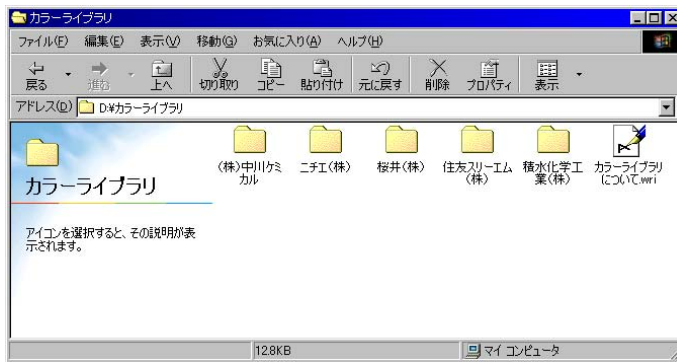 カラーライブラリ
ファイル(F) 編集(E) 表示(V) 移動(G) お気に入り(A) ヘルプ(H)
戻る 進む 上へ 切り取り コピー 貼り付け 元に戻す 削除 プロパティ 表示
アドレス(D) D:¥カラーライブラリ
カラーライブラリ
アイコンを選択すると、その説明が表
示されます。
(株)中川ケミ
カル
ニチエ(株)
桜井(株)
住友スリーエム
(株)
積水化学工
業(株)
カラーライブラリ
について.wri
12.8KB マイ コンピュータ